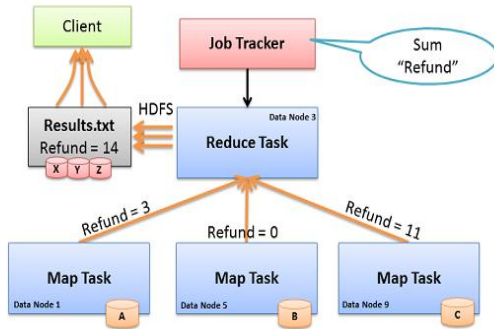 Client
Job Tracker
Sum
“Refund”
HDFS
Data Node 3
Results.txt
Refund = 14
X Y Z
Reduce Task
Refund = 3
Refund = 0
Refund = 11
Map Task
Data Node 1
A
Map Task
Data Node 5
B
Map Task
Data Node 9
C